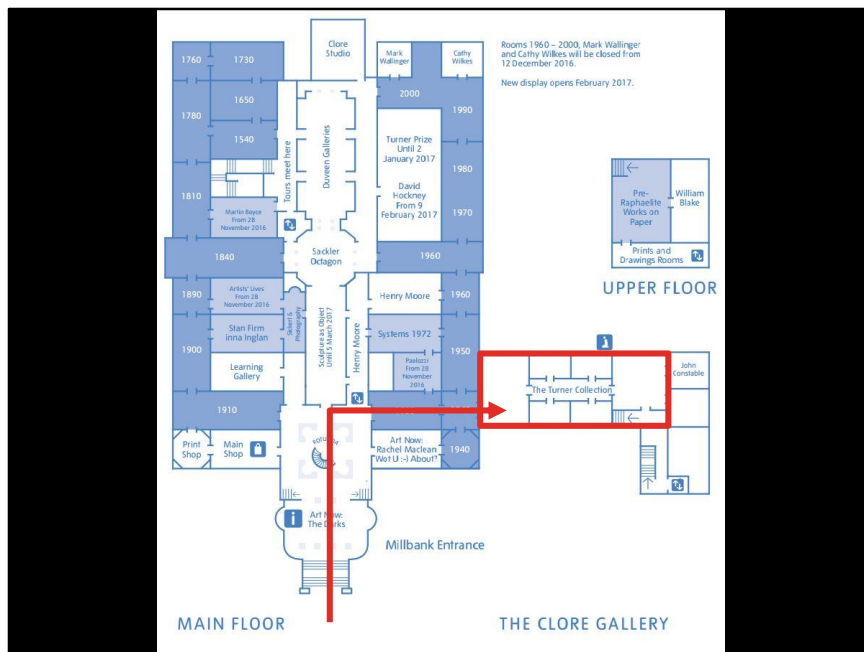 Clore
Studio
Mark
Wallinger
Cathy
Wilkes
Rooms 1960 – 2000, Mark Wallinger
and Cathy Wilkes will be closed from
12 December 2016.
New display opens February 2017.
1760
1730
2000
1650
1990
1780
1540
Duveen Galleries
Tours meet here
Turner Prize
Until 2
January 2017
David
Hockney
From 9
February 2017
1980
1970
1810
Martin Boyce
From 28
November 2016
Pre-
Raphaelite
Works on
Paper
William
Blake
Prints and
Drawings Rooms
UPPER FLOOR
1840
Sackler
Octagon
1960
1890
Artists' Lives
From 28
November 2016
Sickert &
Photography
Sculpture as Object
Until 5 March 2017
Henry Moore
Henry Moore
1960
Stan Firm
inna Inglan
Systems 1972
1900
1950
Learning
Gallery
Paolozzi
From 28
November
2016
The Turner Collection
John
Constable
1910
Print
Shop
Main
Shop
Rotunda
Art Now:
Rachel Maclean
Wot U :-) About?
1940
i
Art Now:
The Darks
Millbank Entrance
MAIN FLOOR
THE CLORE GALLERY